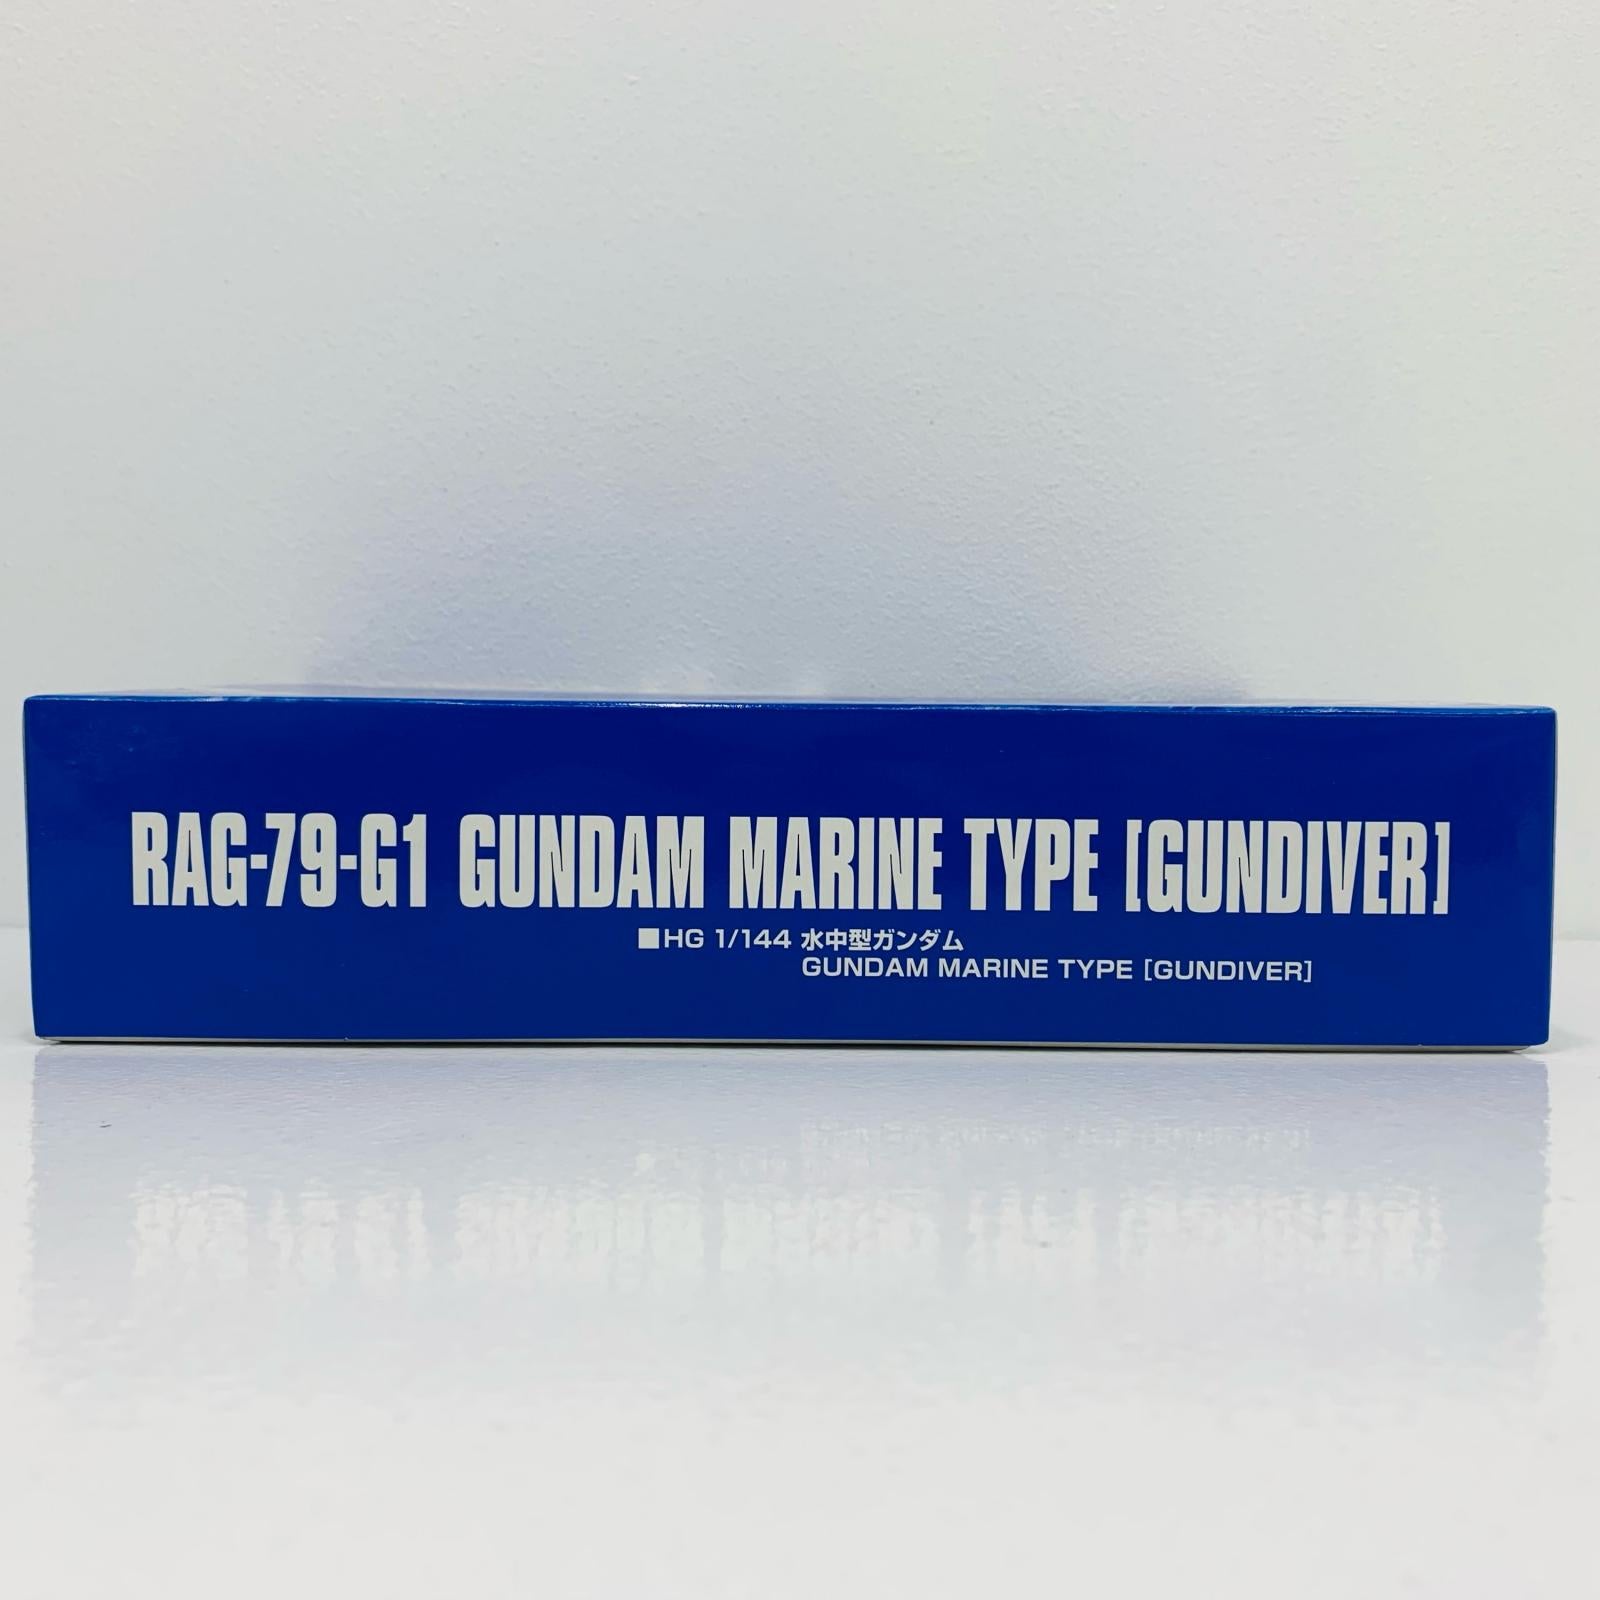 RAG-79-G1 GUNDAM MARINE TYPE [GUNDIVER]
■HG 1/144 水中型ガンダム
GUNDAM MARINE TYPE [GUNDIVER]